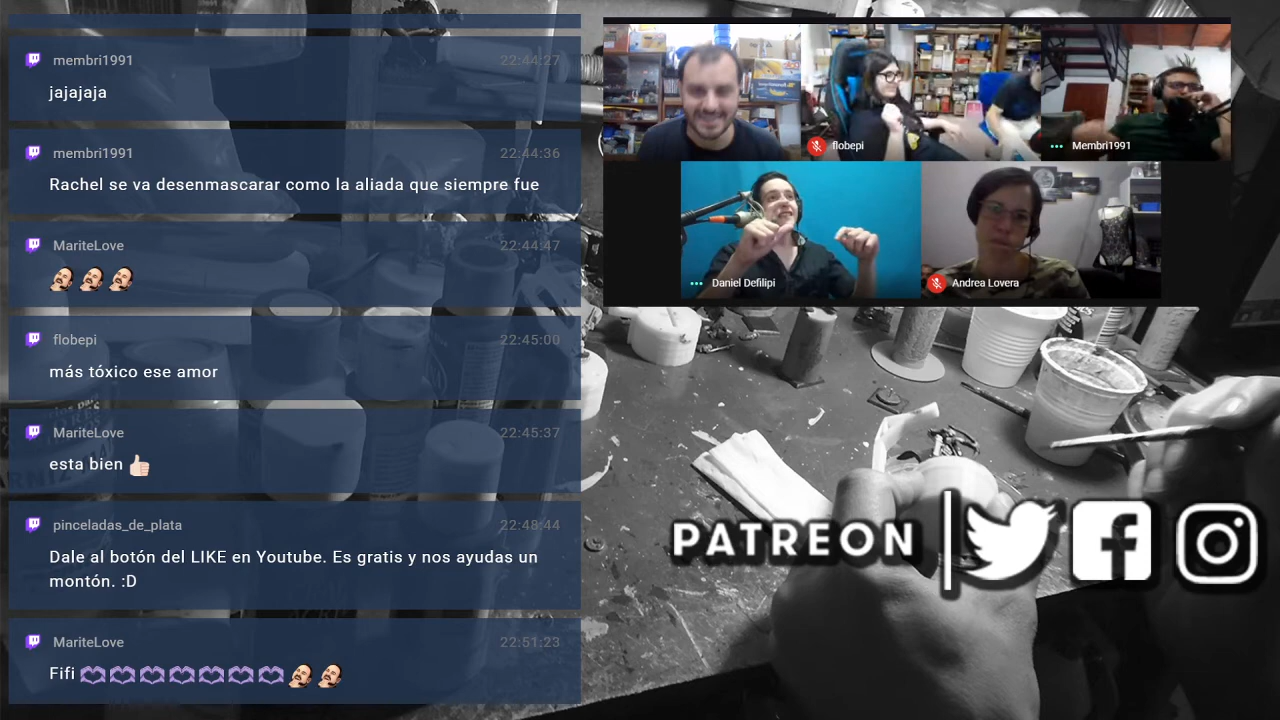 membri1991 22:44:27
jajajaja
membri1991 22:44:36
Rachel se va desenmascarar como la aliada que siempre fue
MariteLove 22:44:47
flobepi 22:45:00
más tóxico ese amor
MariteLove 22:45:37
esta bien 👍🏻
pinceladas_de_plata 22:48:44
Dale al botón del LIKE en Youtube. Es gratis y nos ayudas un
montón. :D
MariteLove 22:51:23
Fifi
flobepi
Membri1991
Daniel Defilipi
Andrea Lovera
PATREON